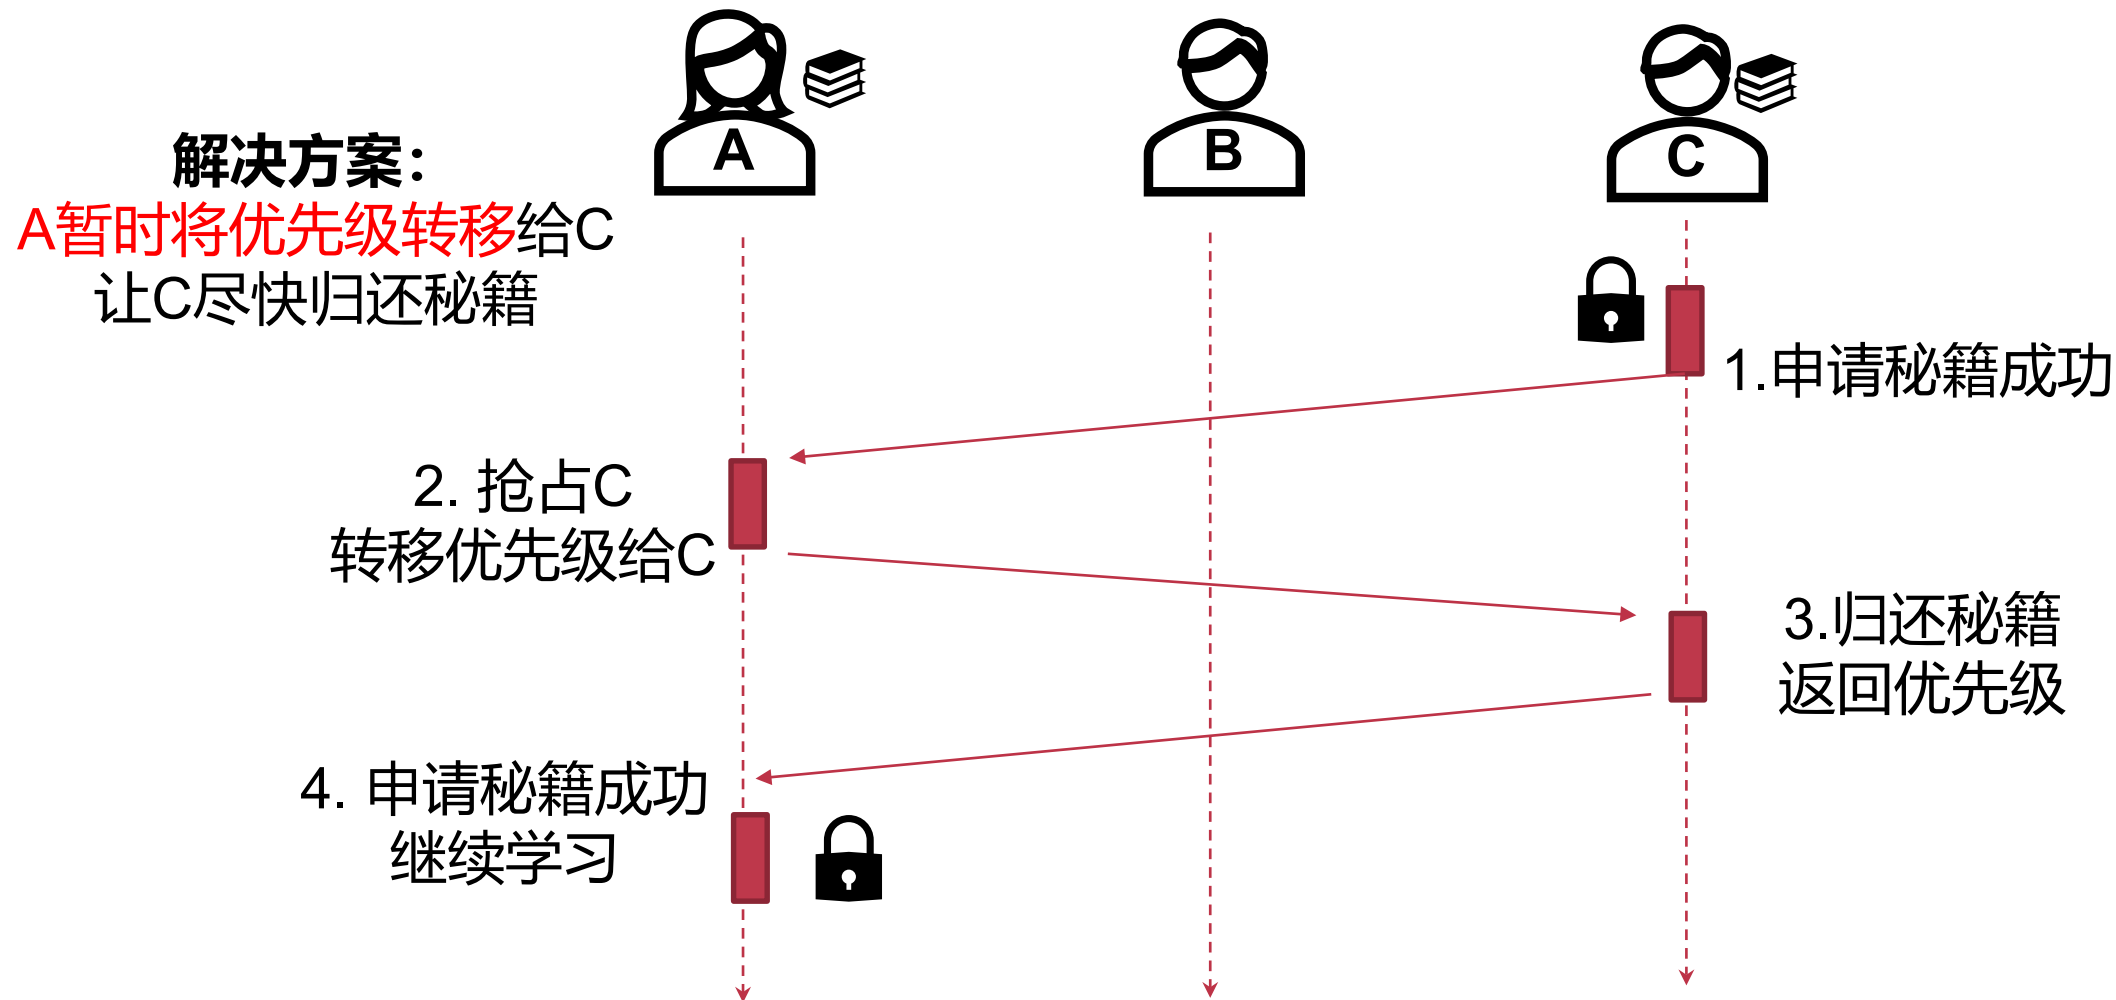 A
B
C
解决方案：
A暂时将优先级转移给C
让C尽快归还秘籍
1.申请秘籍成功
2. 抢占C
转移优先级给C
3.归还秘籍
返回优先级
4. 申请秘籍成功
继续学习